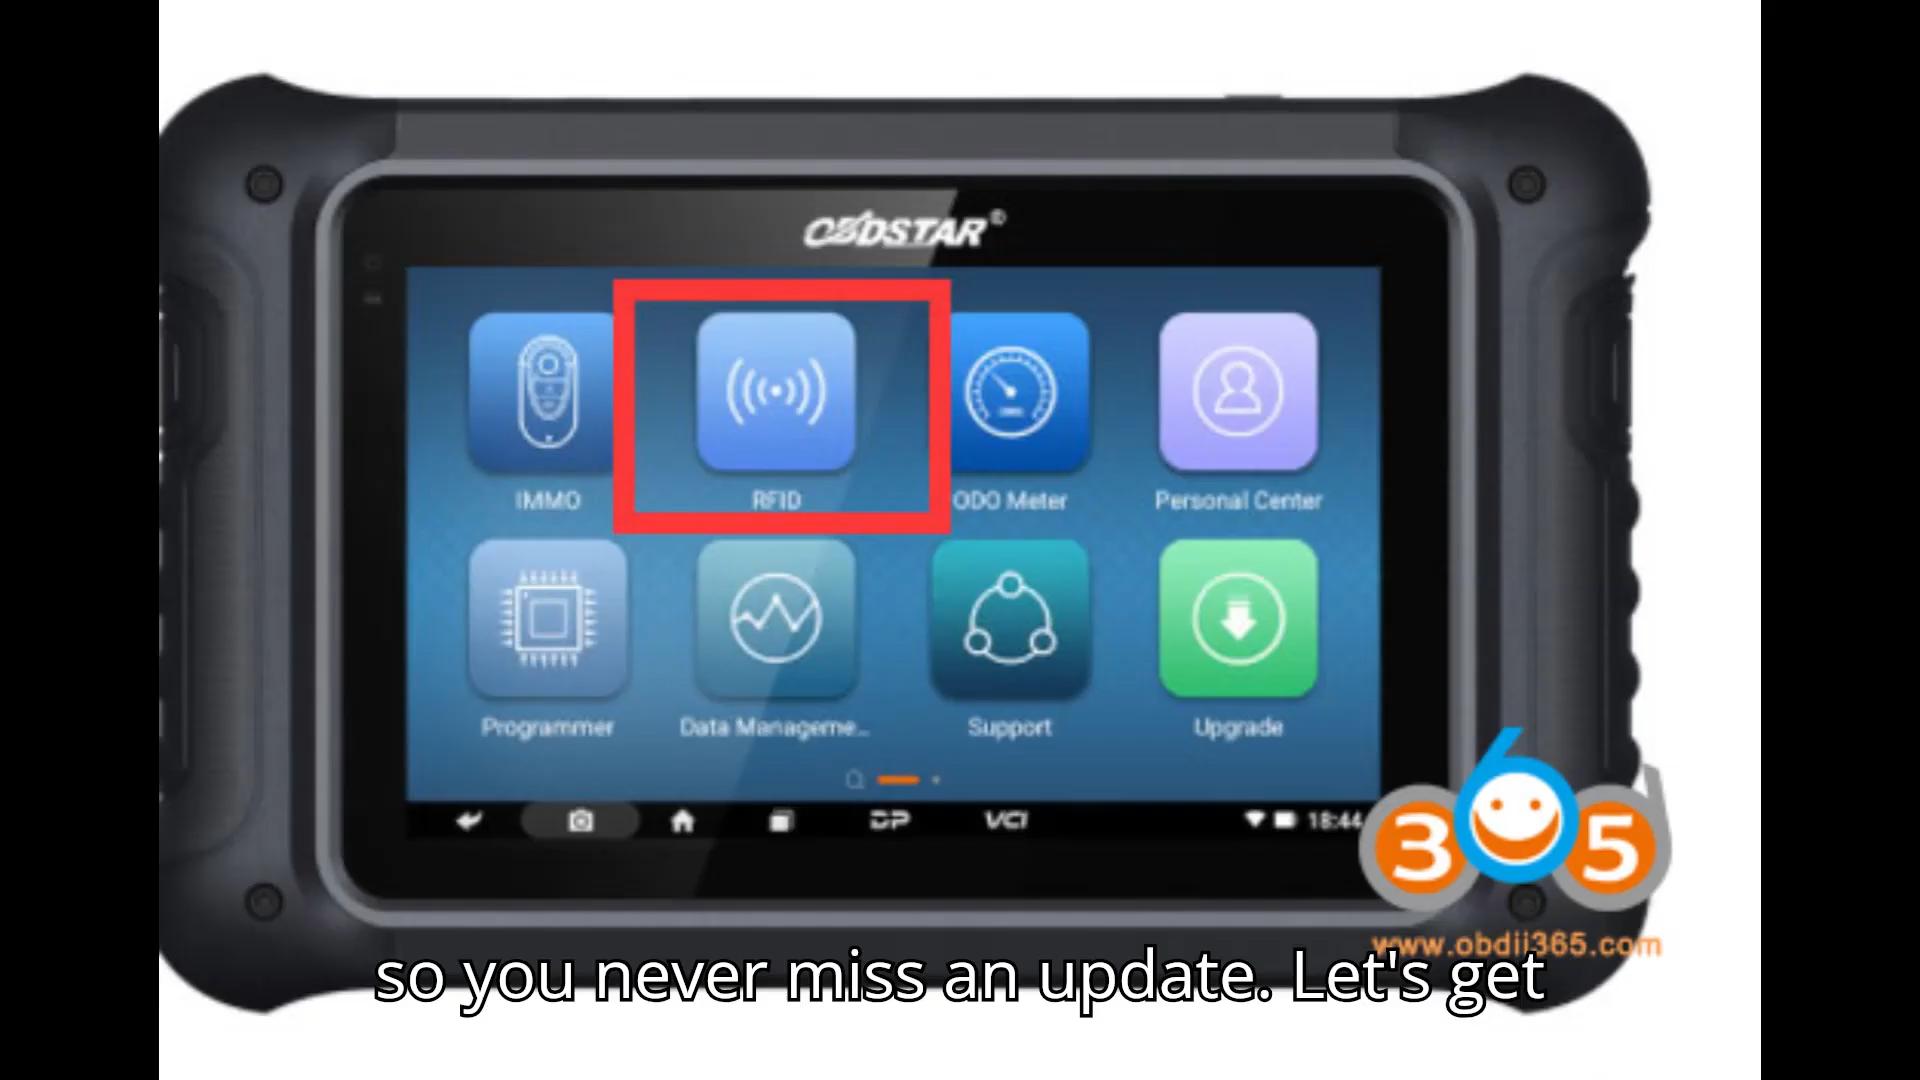 OBDSTAR®
IMMO
RFID
ODO Meter
Personal Center
Programmer
Data Manageme...
Support
Upgrade
DP
VCI
18:44
365
www.obdii365.com
so you never miss an update. Let's get